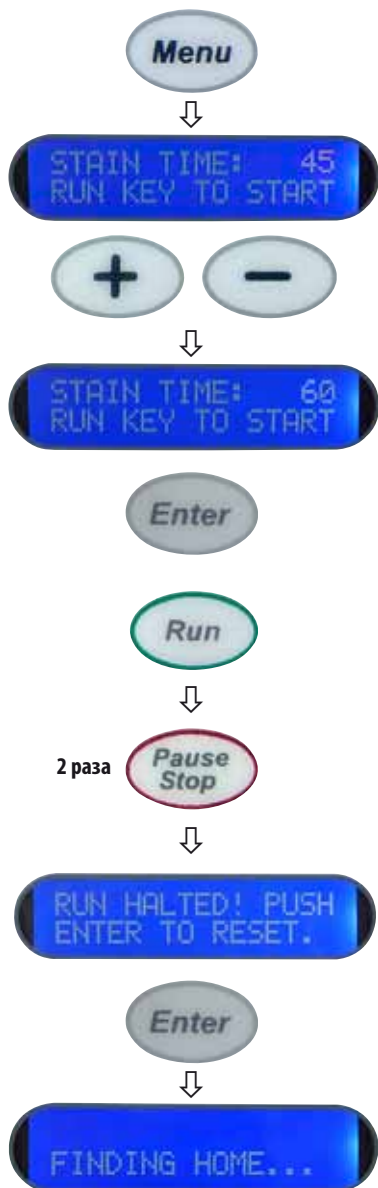 Menu
STAIN TIME: 45
RUN KEY TO START
+ −
STAIN TIME: 60
RUN KEY TO START
Enter
Run
2 раза
Pause
Stop
RUN HALTED! PUSH
ENTER TO RESET.
Enter
FINDING HOME...